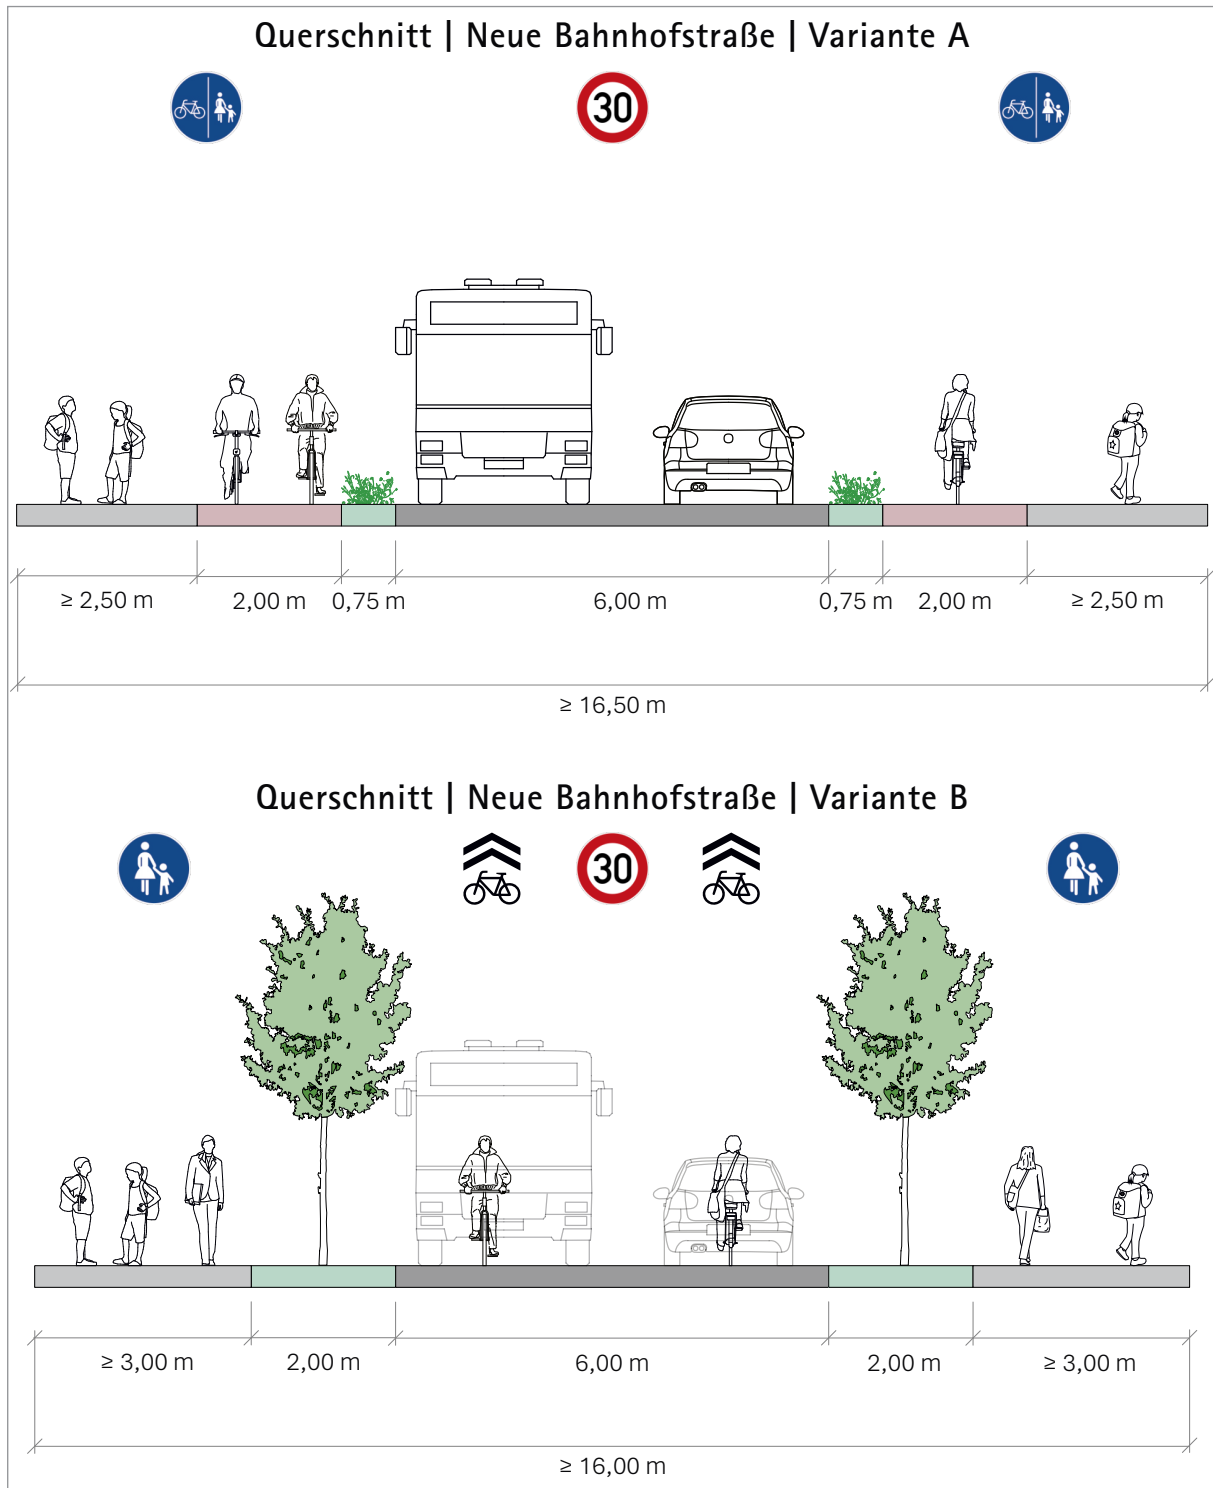 Querschnitt | Neue Bahnhofstraße | Variante A
30
≥ 2,50 m 2,00 m 0,75 m 6,00 m 0,75 m 2,00 m ≥ 2,50 m
≥ 16,50 m
Querschnitt | Neue Bahnhofstraße | Variante B
30
≥ 3,00 m 2,00 m 6,00 m 2,00 m ≥ 3,00 m
≥ 16,00 m